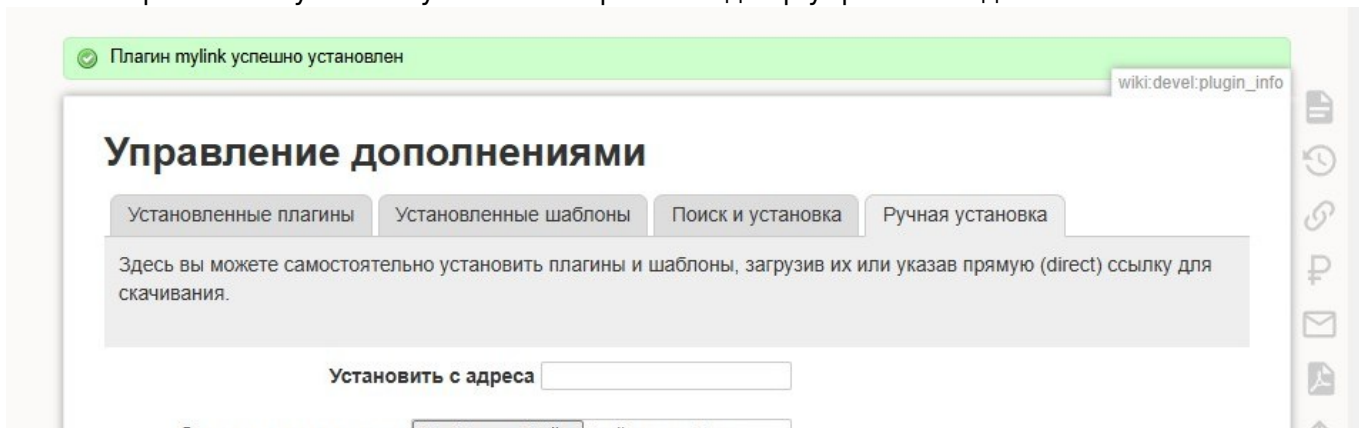 Плагин mylink успешно установлен
wiki:devel:plugin_info
Управление дополнениями
Установленные плагины Установленные шаблоны Поиск и установка Ручная установка
Здесь вы можете самостоятельно установить плагины и шаблоны, загрузив их или указав прямую (direct) ссылку для
скачивания.
Установить с адреса